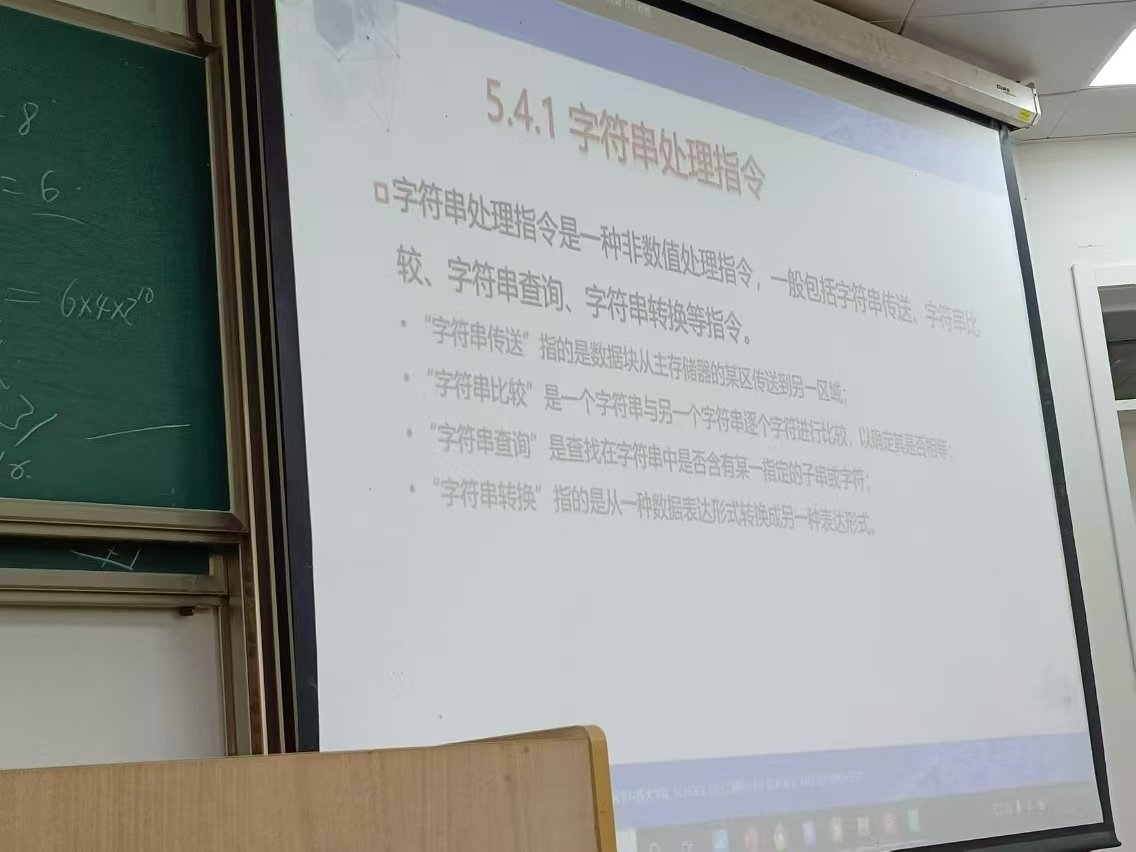 8
= 6
= 6×4×2¹⁰
5.4.1 字符串处理指令
字符串处理指令是一种非数值处理指令，一般包括字符串传送、字符串比
较、字符串查询、字符串转换等指令。
• “字符串传送”指的是数据块从主存储器的某区传送到另一区域；
• “字符串比较”是一个字符串与另一个字符串逐个字符进行比较，以确定其是否相等；
• “字符串查询”是查找在字符串中是否含有某一指定的子串或字符；
• “字符串转换”指的是从一种数据表达形式转换成另一种表达形式。